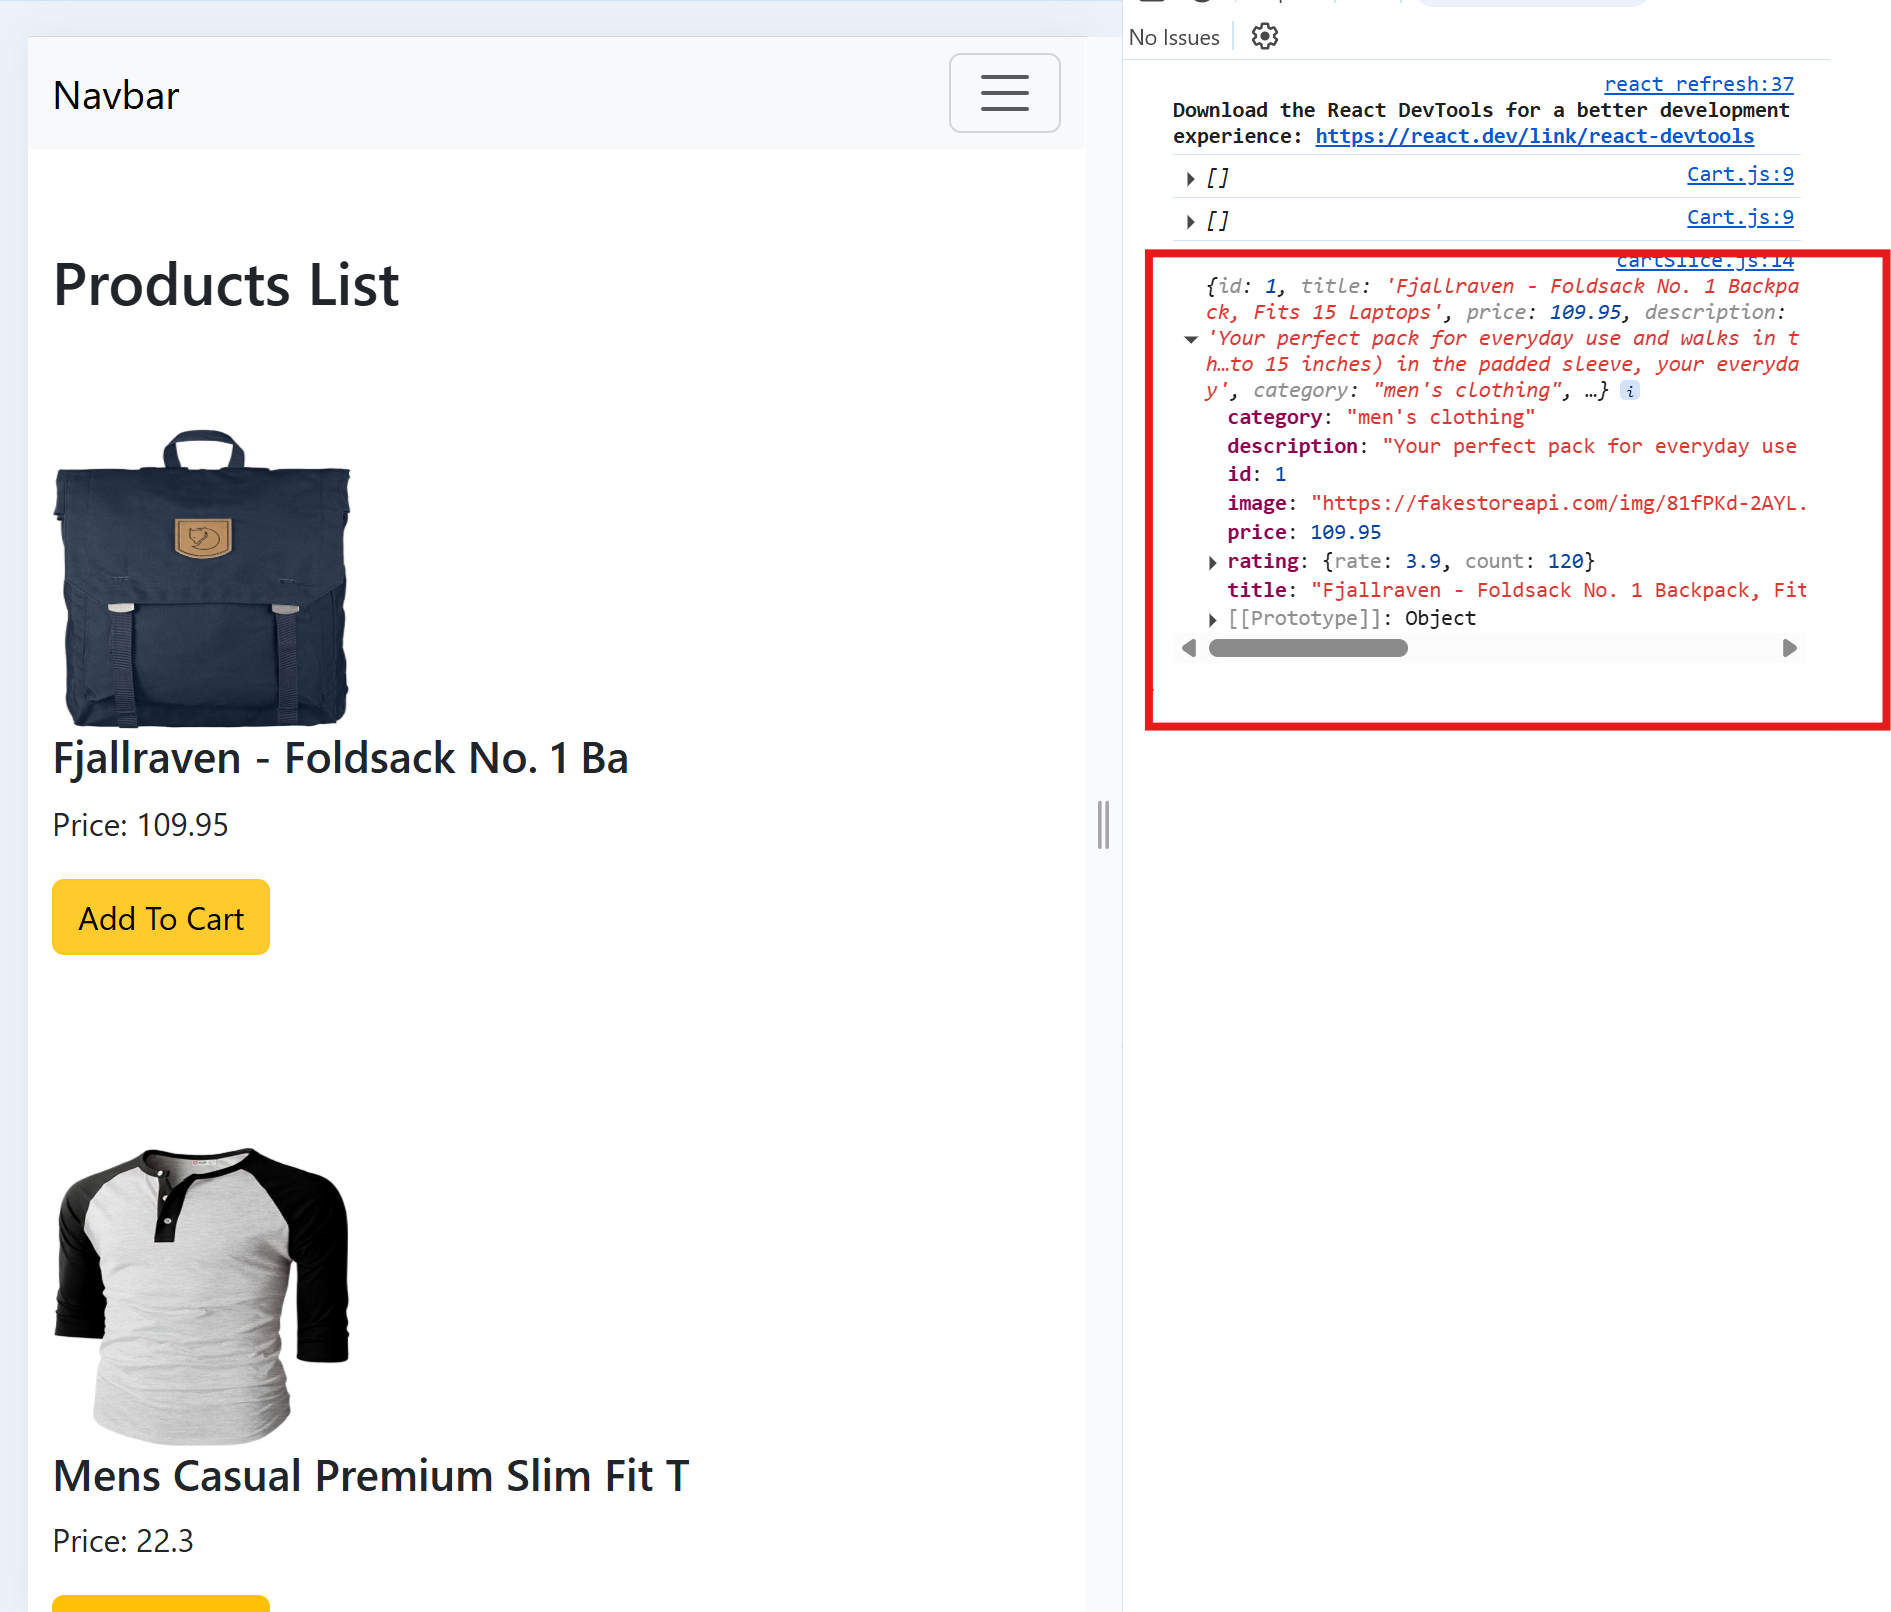 Navbar
Products List
Fjallraven - Foldsack No. 1 Ba
Price: 109.95
Add To Cart
Mens Casual Premium Slim Fit T
Price: 22.3
No Issues
react refresh:37
Download the React DevTools for a better development
experience: https://react.dev/link/react-devtools
[] Cart.js:9
[] Cart.js:9
cartSlice.js:14
{id: 1, title: 'Fjallraven - Foldsack No. 1 Backpa
ck, Fits 15 Laptops', price: 109.95, description:
'Your perfect pack for everyday use and walks in t
h…to 15 inches) in the padded sleeve, your everyda
y', category: "men's clothing", …} i
category: "men's clothing"
description: "Your perfect pack for everyday use
id: 1
image: "https://fakestoreapi.com/img/81fPKd-2AYL.
price: 109.95
rating: {rate: 3.9, count: 120}
title: "Fjallraven - Foldsack No. 1 Backpack, Fit
[[Prototype]]: Object